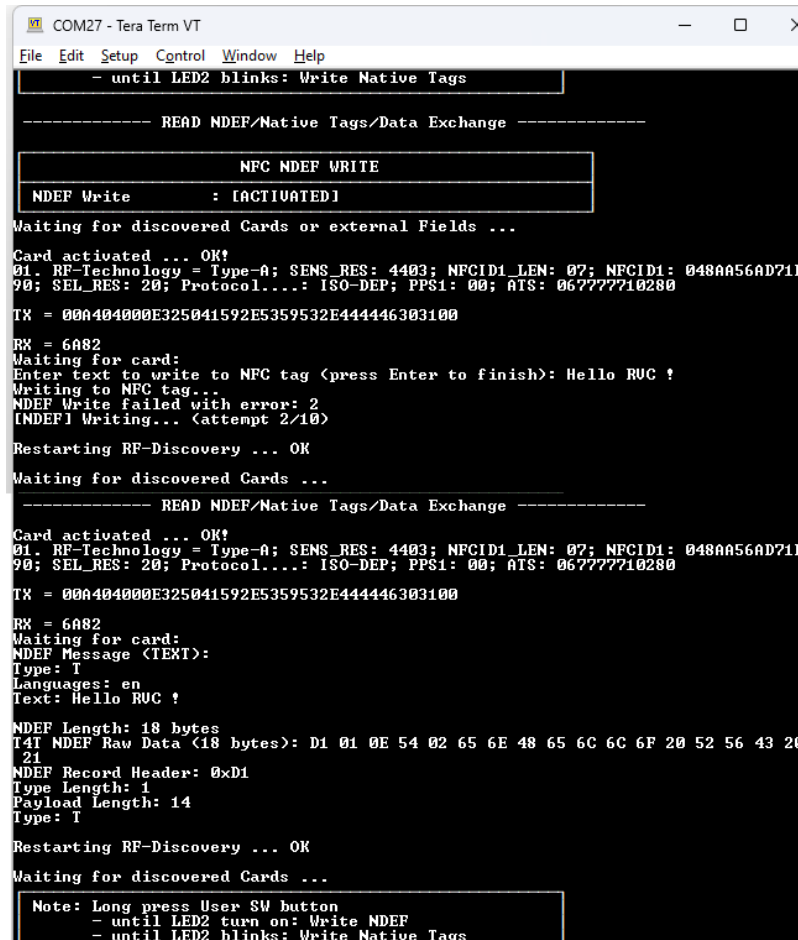 COM27 - Tera Term VT
File Edit Setup Control Window Help
- until LED2 blinks: Write Native Tags
------------- READ NDEF/Native Tags/Data Exchange -------------
NFC NDEF WRITE
NDEF Write : [ACTIVATED]
Waiting for discovered Cards or external Fields ...
Card activated ... OK!
01. RF-Technology = Type-A; SENS_RES: 4403; NFCID1_LEN: 07; NFCID1: 048AA56AD71
90; SEL_RES: 20; Protocol....: ISO-DEP; PPS1: 00; ATS: 067777710280
TX = 00A404000E325041592E5359532E444446303100
RX = 6A82
Waiting for card:
Enter text to write to NFC tag (press Enter to finish): Hello RVC !
Writing to NFC tag...
NDEF Write failed with error: 2
[NDEF] Writing... (attempt 2/10)
Restarting RF-Discovery ... OK
Waiting for discovered Cards ...
------------- READ NDEF/Native Tags/Data Exchange -------------
Card activated ... OK!
01. RF-Technology = Type-A; SENS_RES: 4403; NFCID1_LEN: 07; NFCID1: 048AA56AD71
90; SEL_RES: 20; Protocol....: ISO-DEP; PPS1: 00; ATS: 067777710280
TX = 00A404000E325041592E5359532E444446303100
RX = 6A82
Waiting for card:
NDEF Message (TEXT):
Type: T
Languages: en
Text: Hello RVC !
NDEF Length: 18 bytes
T4T NDEF Raw Data (18 bytes): D1 01 0E 54 02 65 6E 48 65 6C 6C 6F 20 52 56 43 20
21
NDEF Record Header: 0xD1
Type Length: 1
Payload Length: 14
Type: T
Restarting RF-Discovery ... OK
Waiting for discovered Cards ...
Note: Long press User SW button
- until LED2 turn on: Write NDEF
- until LED2 blinks: Write Native Tags